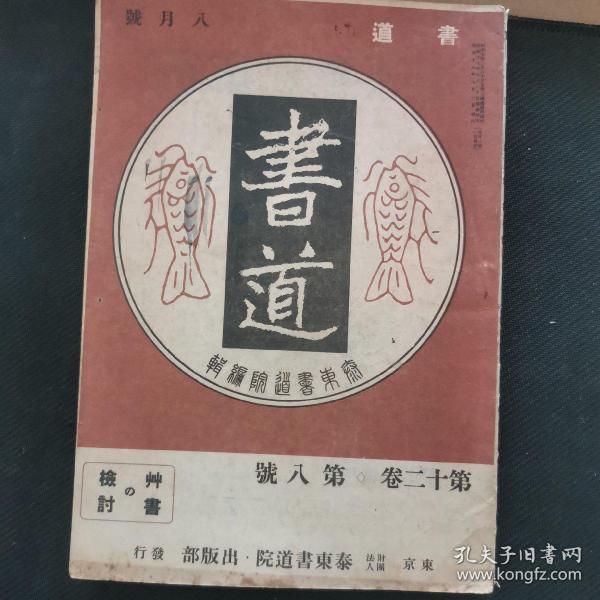 書道
八月號
書道
泰東書道院編輯
第十二卷◇第八號
艸書の檢討
東京 財團法人 泰東書道院·出版部 發行
孔夫子旧书网
www.kongfz.com